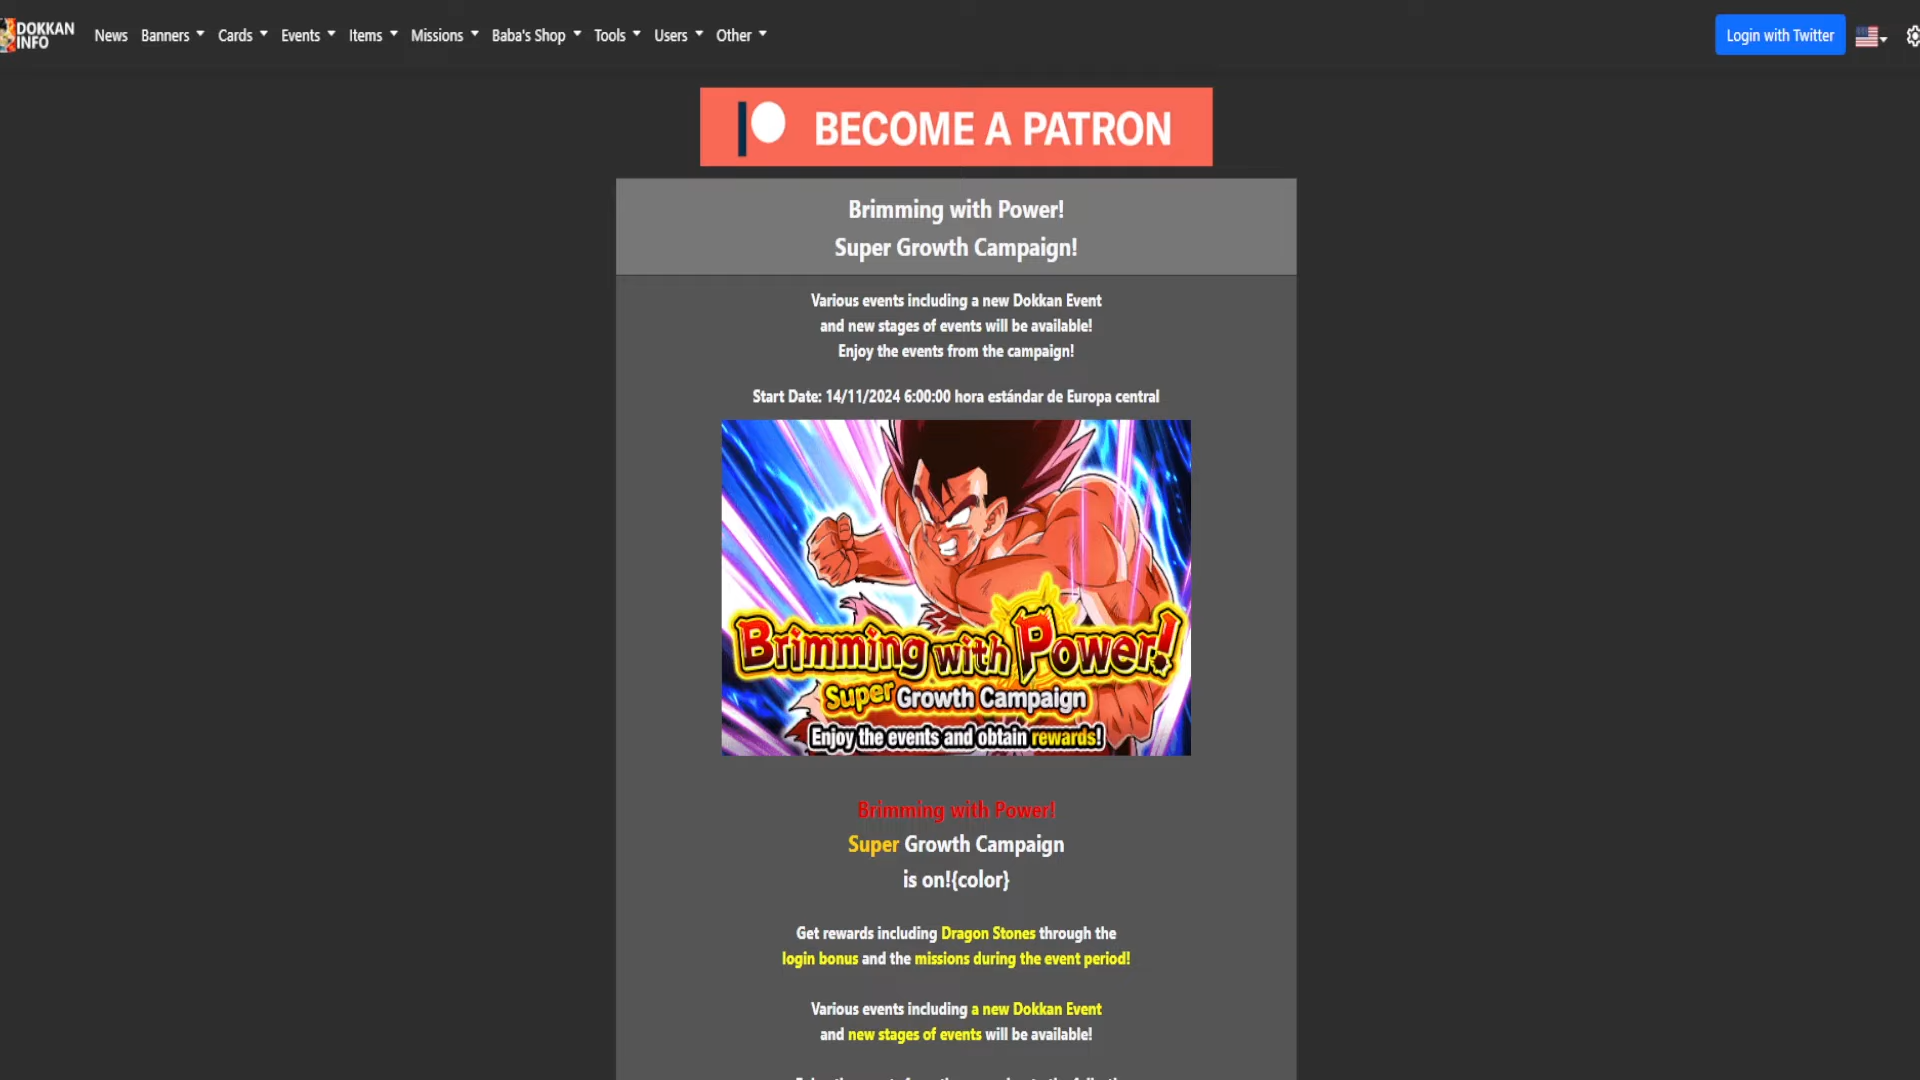 DOKKAN
INFO
News
Banners
Cards
Events
Items
Missions
Baba's Shop
Tools
Users
Other
Login with Twitter
BECOME A PATRON
Brimming with Power!
Super Growth Campaign!
Various events including a new Dokkan Event
and new stages of events will be available!
Enjoy the events from the campaign!
Start Date: 14/11/2024 6:00:00 hora estándar de Europa central
Brimming with Power!
Super Growth Campaign
Enjoy the events and obtain rewards!
Brimming with Power!
Super Growth Campaign
is on!{color}
Get rewards including Dragon Stones through the
login bonus and the missions during the event period!
Various events including a new Dokkan Event
and new stages of events will be available!